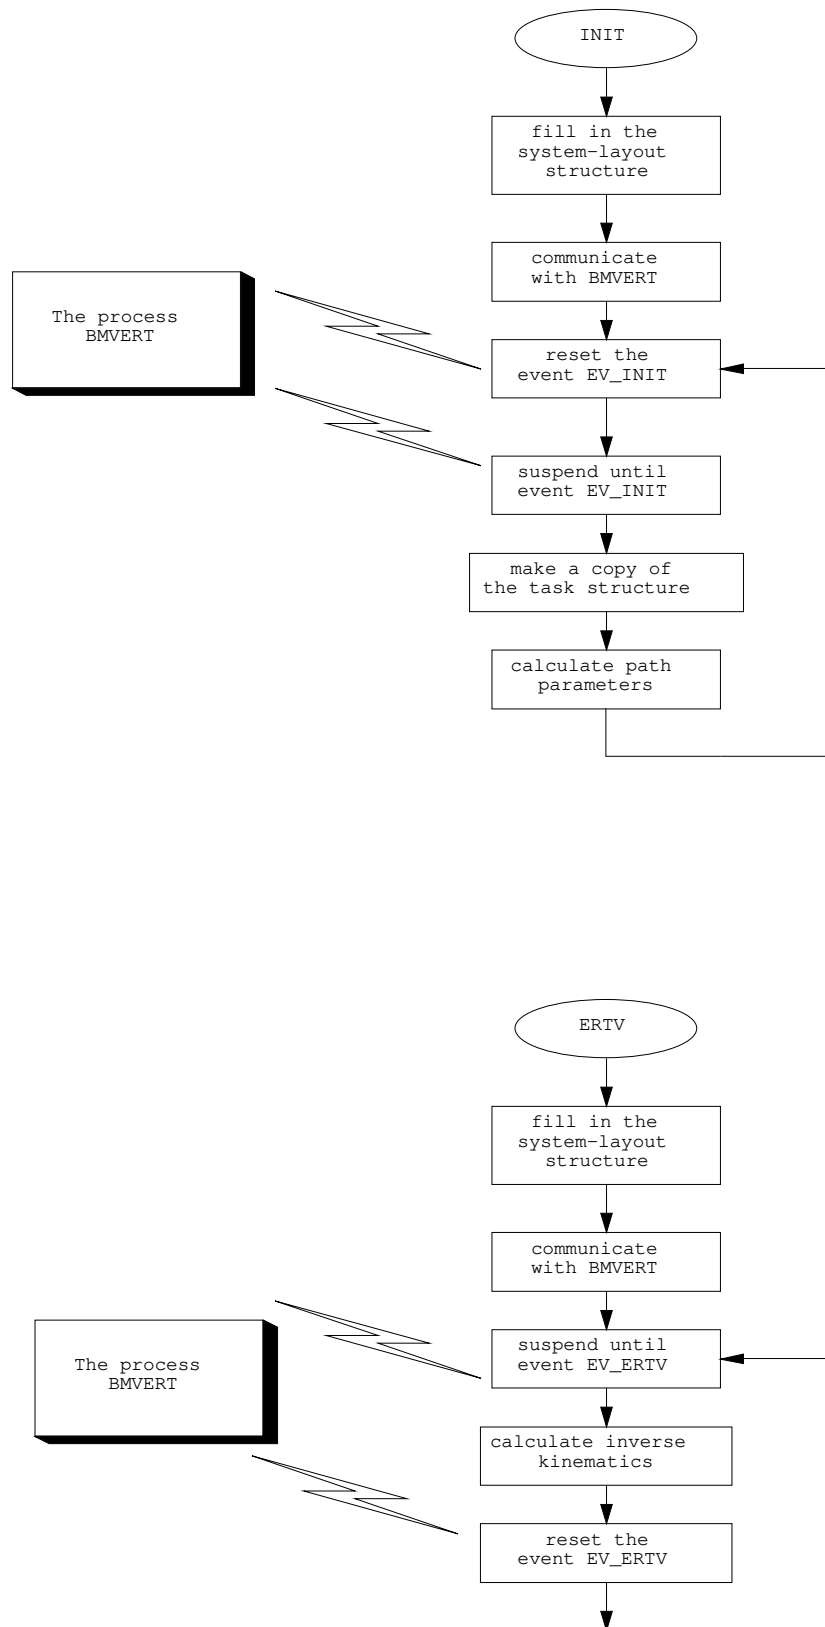 INIT
fill in the
system-layout
structure
communicate
with BMVERT
The process
BMVERT
reset the
event EV_INIT
suspend until
event EV_INIT
make a copy of
the task structure
calculate path
parameters
ERTV
fill in the
system-layout
structure
communicate
with BMVERT
The process
BMVERT
suspend until
event EV_ERTV
calculate inverse
kinematics
reset the
event EV_ERTV